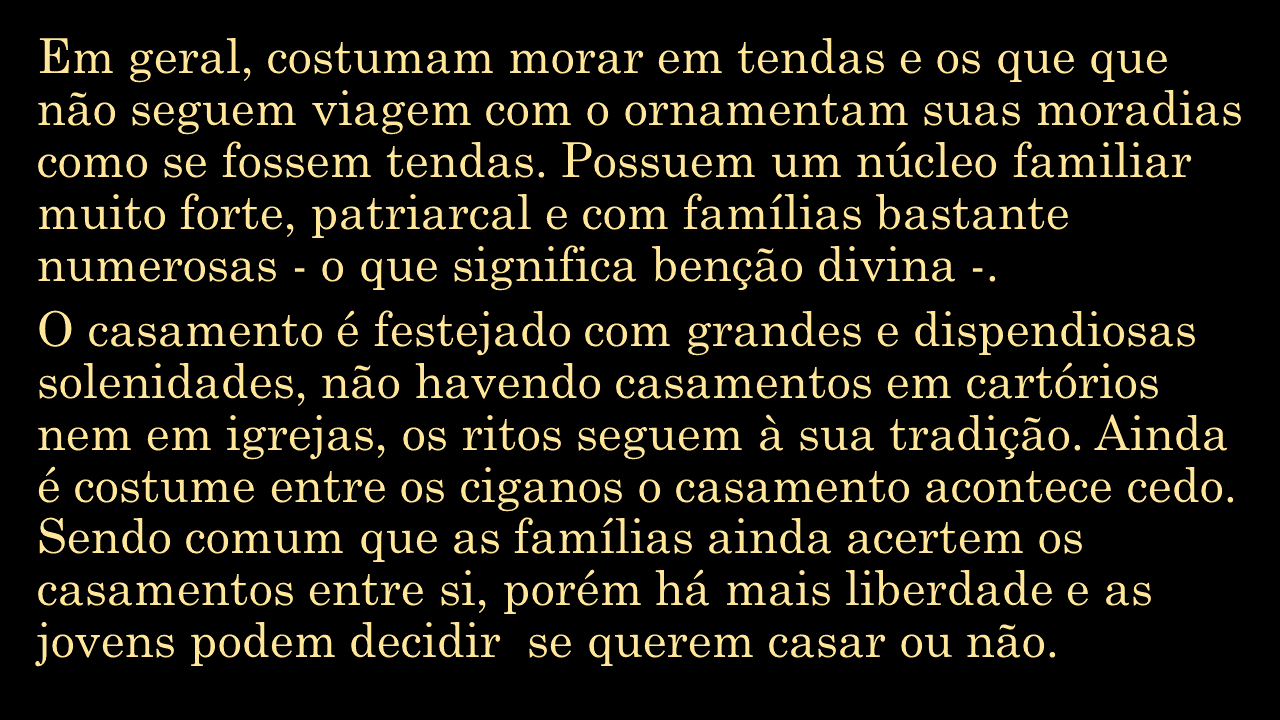 Em geral, costumam morar em tendas e os que que
não seguem viagem com o ornamentam suas moradias
como se fossem tendas. Possuem um núcleo familiar
muito forte, patriarcal e com famílias bastante
numerosas - o que significa benção divina -.
O casamento é festejado com grandes e dispendiosas
solenidades, não havendo casamentos em cartórios
nem em igrejas, os ritos seguem à sua tradição. Ainda
é costume entre os ciganos o casamento acontece cedo.
Sendo comum que as famílias ainda acertem os
casamentos entre si, porém há mais liberdade e as
jovens podem decidir  se querem casar ou não.